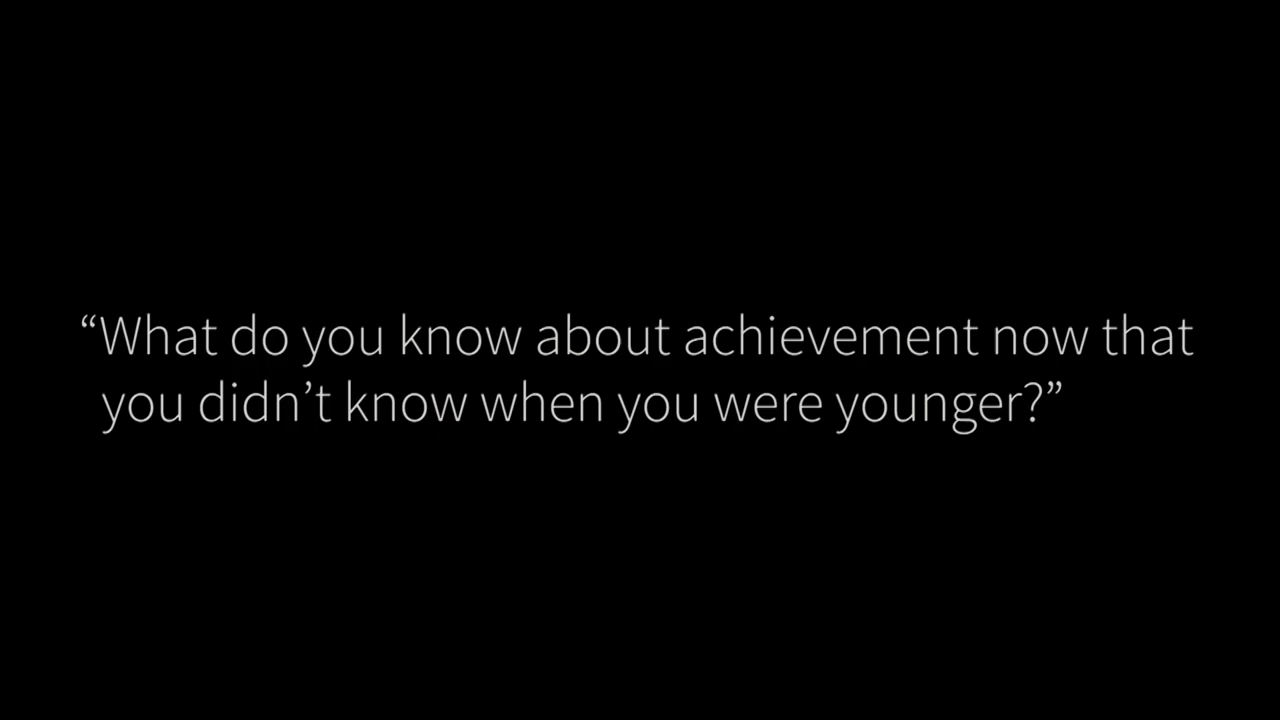 “What do you know about achievement now that
you didn’t know when you were younger?”